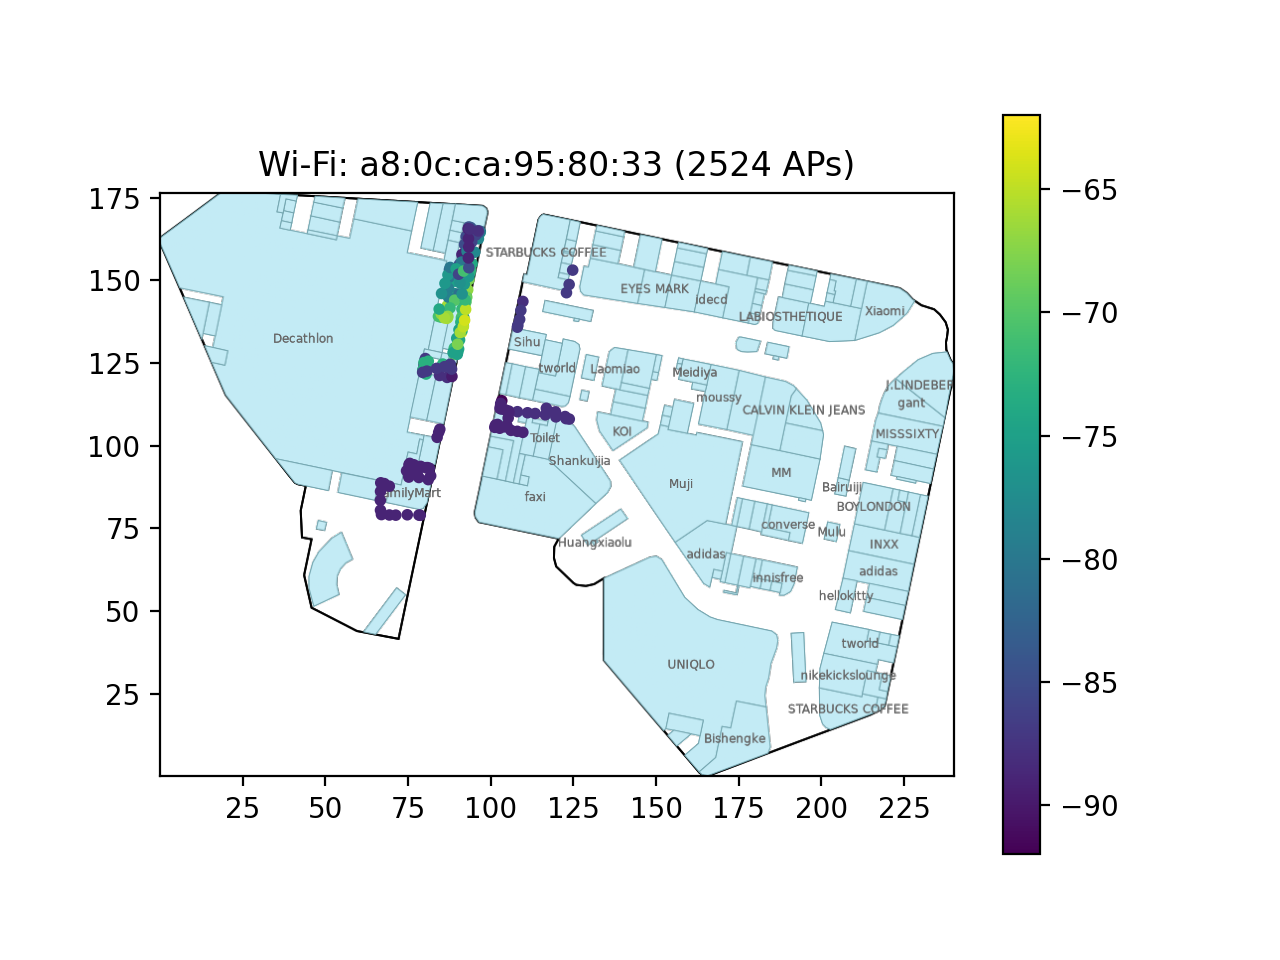 Wi-Fi: a8:0c:ca:95:80:33 (2524 APs)
175
150
125
100
75
50
25
25 50 75 100 125 150 175 200 225
−65
−70
−75
−80
−85
−90
STARBUCKS COFFEE
EYES MARK
idecd
LABIOSTHETIQUE
Xiaomi
Decathlon
Sihu
tworld
Laomiao
Meidiya
moussy
CALVIN KLEIN JEANS
J.LINDEBER
gant
MISSSIXTY
KOI
Toilet
Shankuijia
faxi
Muji
MM
Bairuiji
BOYLONDON
amilyMart
Huangxiaolu
converse
Mulu
INXX
adidas
adidas
innisfree
hellokitty
UNIQLO
tworld
nikekickslounge
STARBUCKS COFFEE
Bishengke